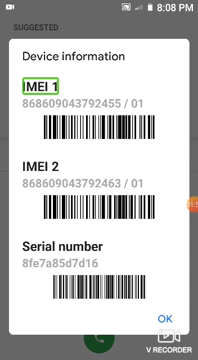 8:08 PM
SUGGESTED
Device information
IMEI 1
868609043792455 / 01
IMEI 2
868609043792463 / 01
Serial number
8fe7a85d7d16
OK
V RECORDER